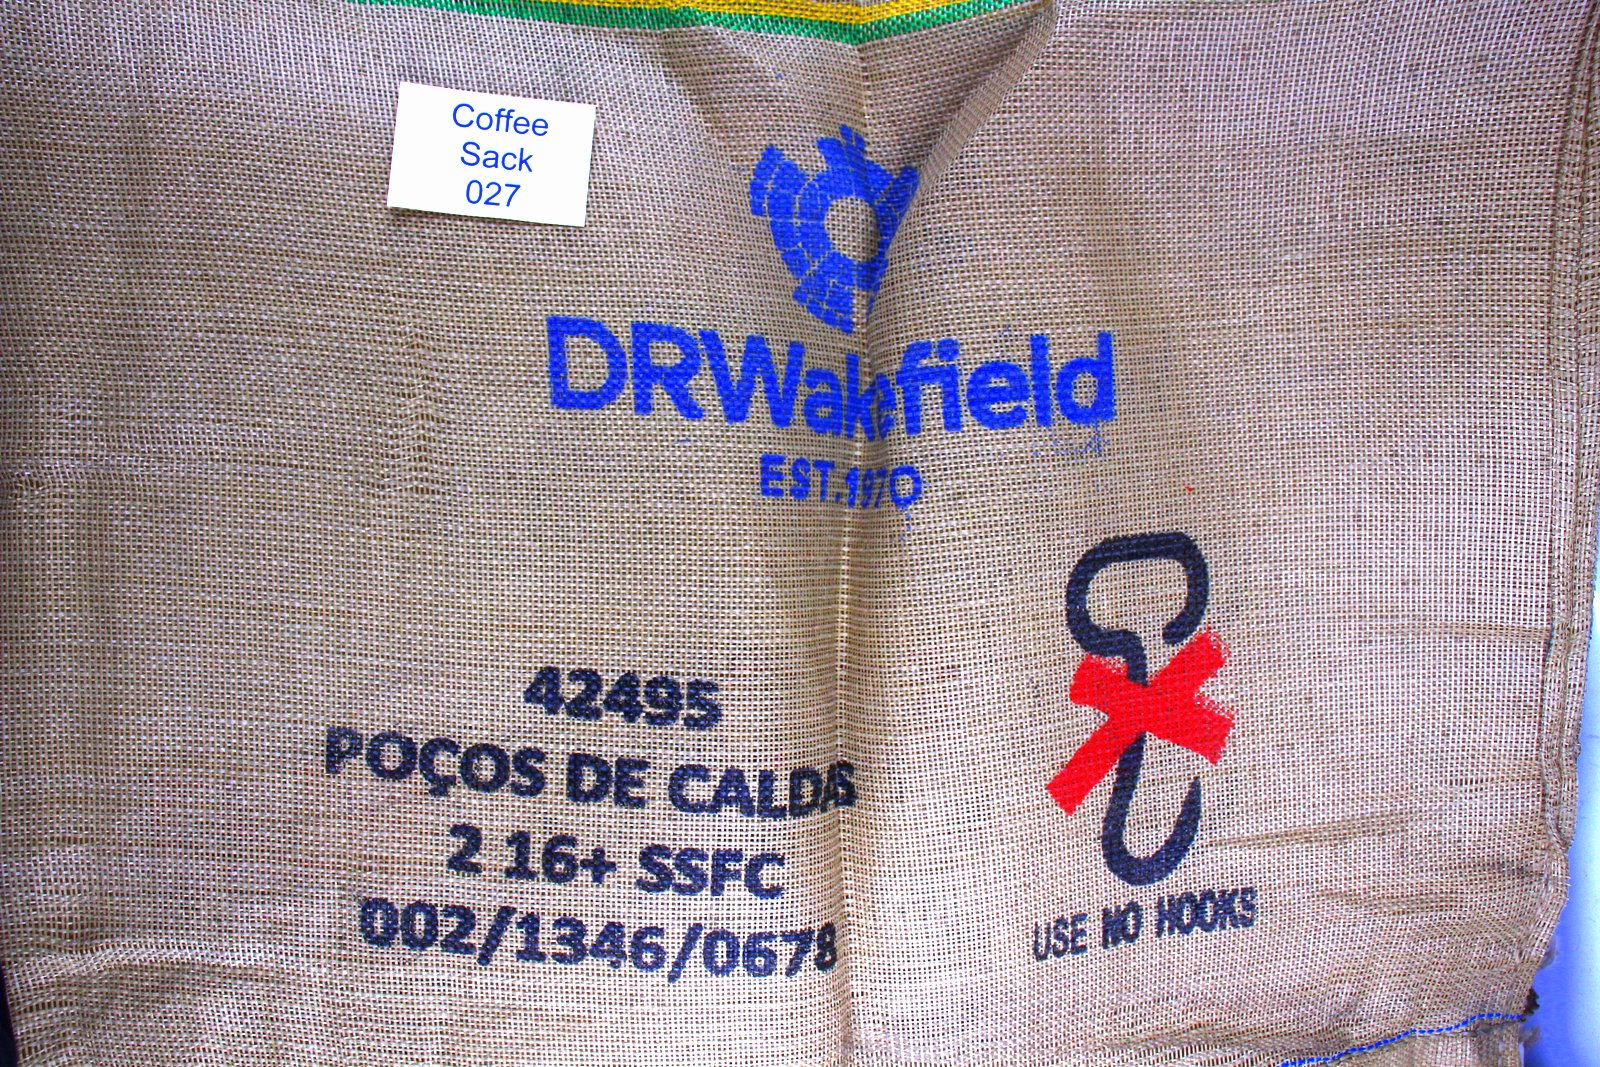 Coffee
Sack
027
DRWakefield
EST.1970
42495
POÇOS DE CALDAS
2 16+ SSFC
002/1346/0678
USE NO HOOKS